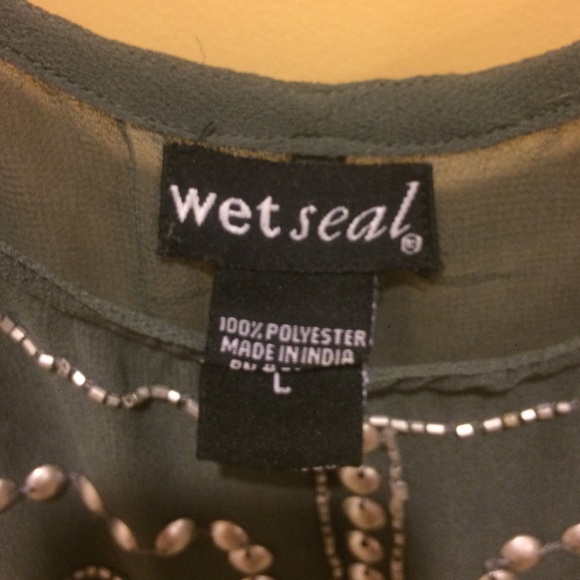 wet seal
100% POLYESTER
MADE IN INDIA
L